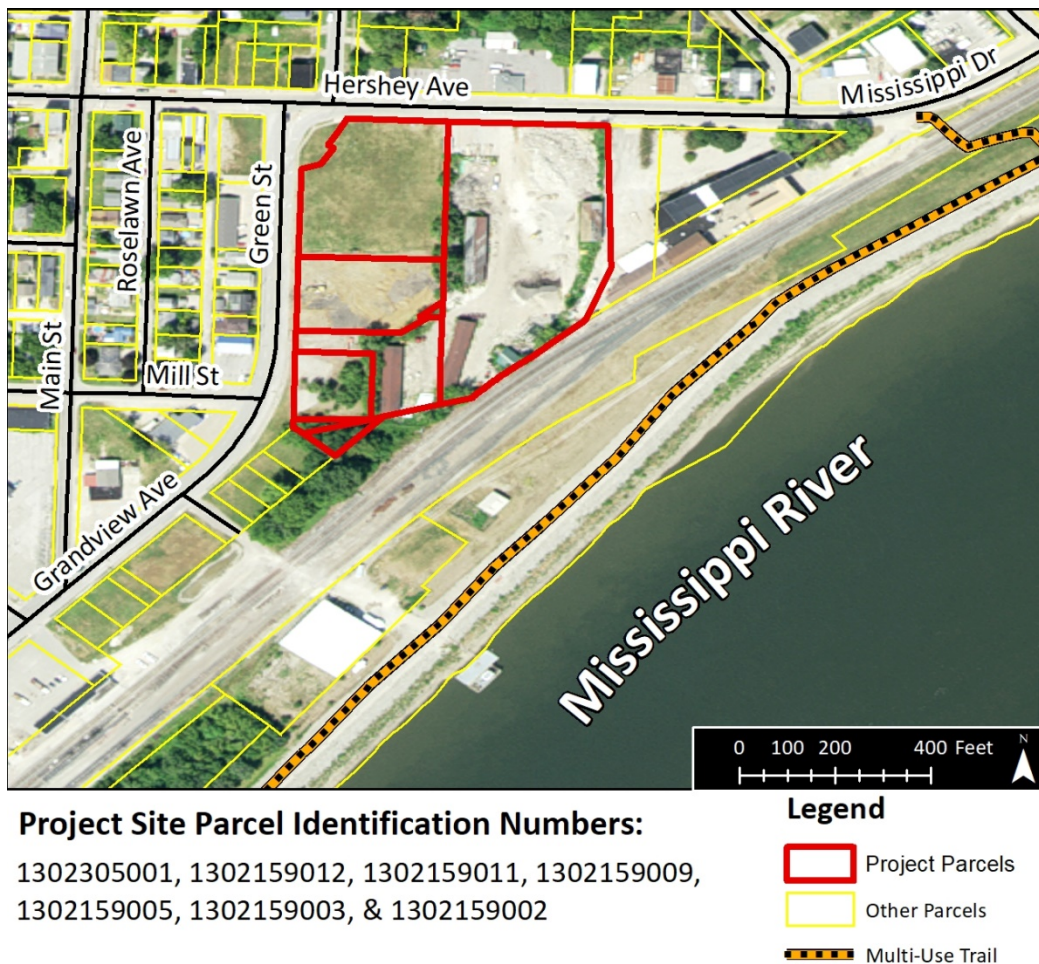 Hershey Ave
Mississippi Dr
Roselawn Ave
Green St
Main St
Mill St
Grandview Ave
Mississippi River
0 100 200 400 Feet
N
Project Site Parcel Identification Numbers:
1302305001, 1302159012, 1302159011, 1302159009,
1302159005, 1302159003, & 1302159002
Legend
Project Parcels
Other Parcels
Multi-Use Trail